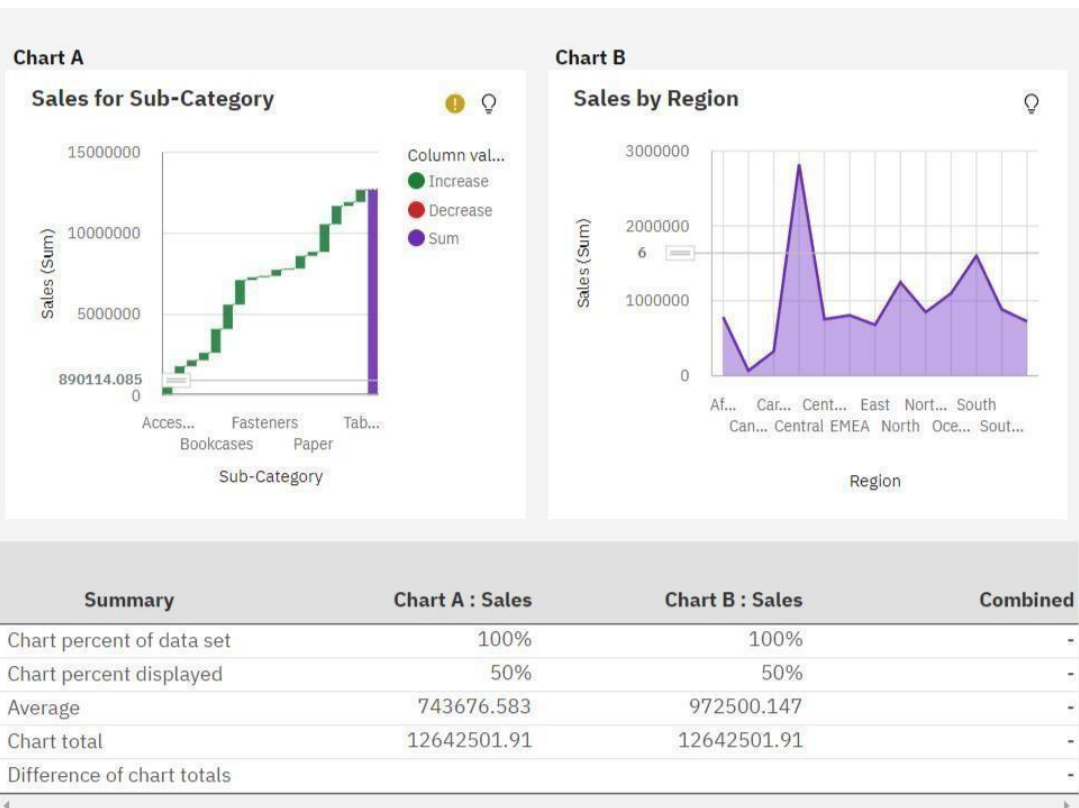 Chart A
Sales for Sub-Category
15000000
10000000
5000000
890114.085
0
Sales (Sum)
Acces...
Bookcases
Fasteners
Paper
Tab...
Sub-Category
Column val...
Increase
Decrease
Sum
Chart B
Sales by Region
3000000
2000000
6
1000000
0
Sales (Sum)
Af... Car... Cent... East Nort... South
Can... Central EMEA North Oce... Sout...
Region
Summary Chart A : Sales Chart B : Sales Combined
Chart percent of data set 100% 100% -
Chart percent displayed 50% 50% -
Average 743676.583 972500.147 -
Chart total 12642501.91 12642501.91 -
Difference of chart totals -